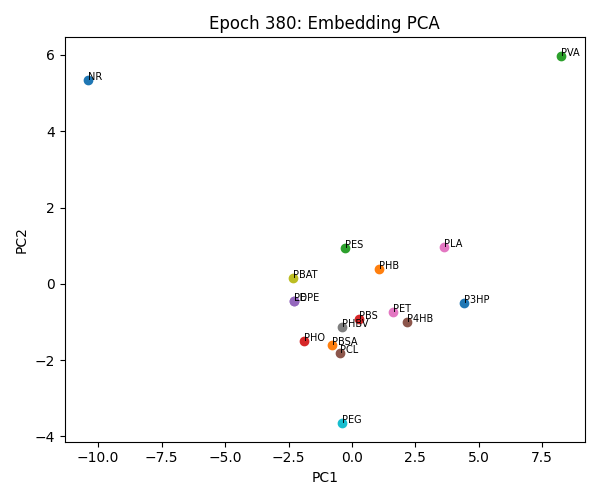 Epoch 380: Embedding PCA
6
PVA
NR
4
PC2
2
PES
PLA
PHB
0
PBAT
P3HP
PET
PBS
P4HB
PHBV
PHO
PBSA
PCL
−2
PEG
−4
−10.0 −7.5 −5.0 −2.5 0.0 2.5 5.0 7.5
PC1